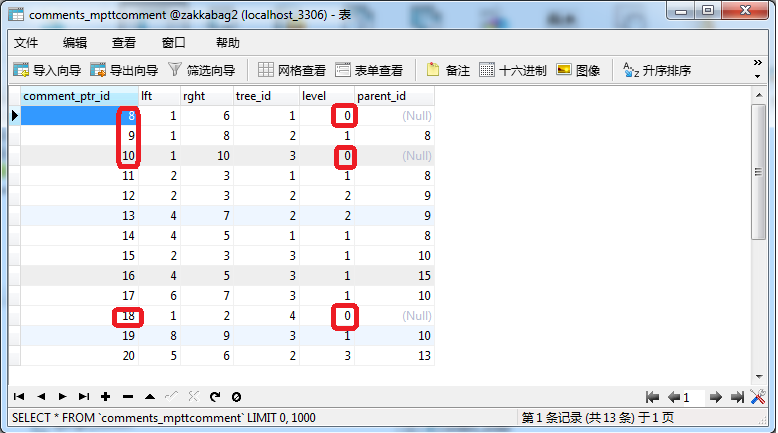 comments_mpttcomment @zakkabag2 (localhost_3306) - 表
文件 编辑 查看 窗口 帮助
导入向导 导出向导 筛选向导 网格查看 表单查看 备注 十六进制 图像 升序排序 »
comment_ptr_id lft rght tree_id level parent_id
8 1 6 1 0 (Null)
9 1 8 2 1 8
10 1 10 3 0 (Null)
11 2 3 1 1 8
12 2 3 2 2 9
13 4 7 2 2 9
14 4 5 1 1 8
15 2 3 3 1 10
16 4 5 3 1 15
17 6 7 3 1 10
18 1 2 4 0 (Null)
19 8 9 3 1 10
20 5 6 2 3 13
1
SELECT * FROM `comments_mpttcomment` LIMIT 0, 1000 第 1 条记录 (共 13 条) 于 1 页